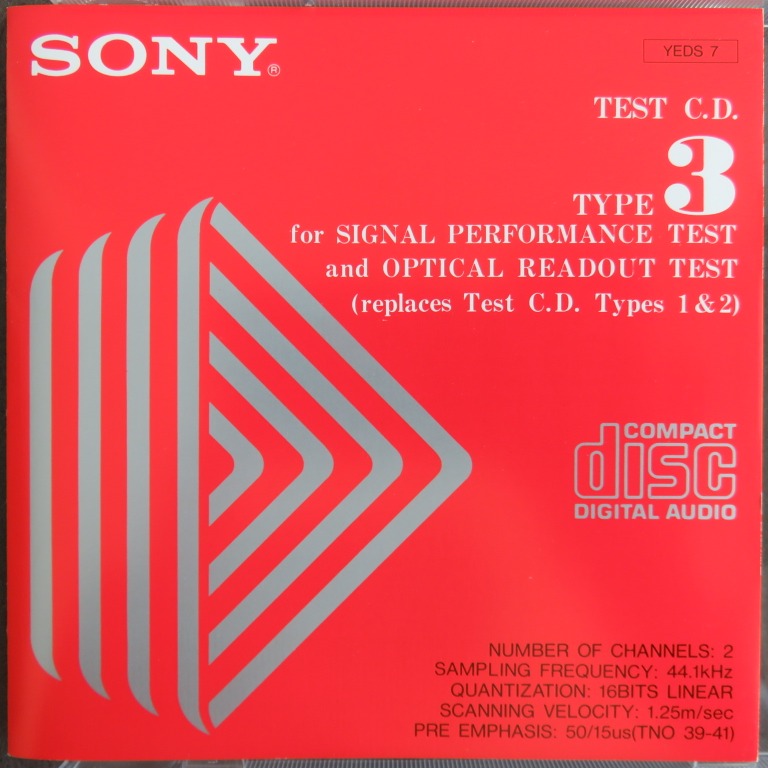 SONY®
YEDS 7
TEST C.D.
TYPE 3
for SIGNAL PERFORMANCE TEST
and OPTICAL READOUT TEST
(replaces Test C.D. Types 1 & 2)
COMPACT
disc
DIGITAL AUDIO
NUMBER OF CHANNELS: 2
SAMPLING FREQUENCY: 44.1kHz
QUANTIZATION: 16BITS LINEAR
SCANNING VELOCITY: 1.25m/sec
PRE EMPHASIS: 50/15us(TNO 39-41)